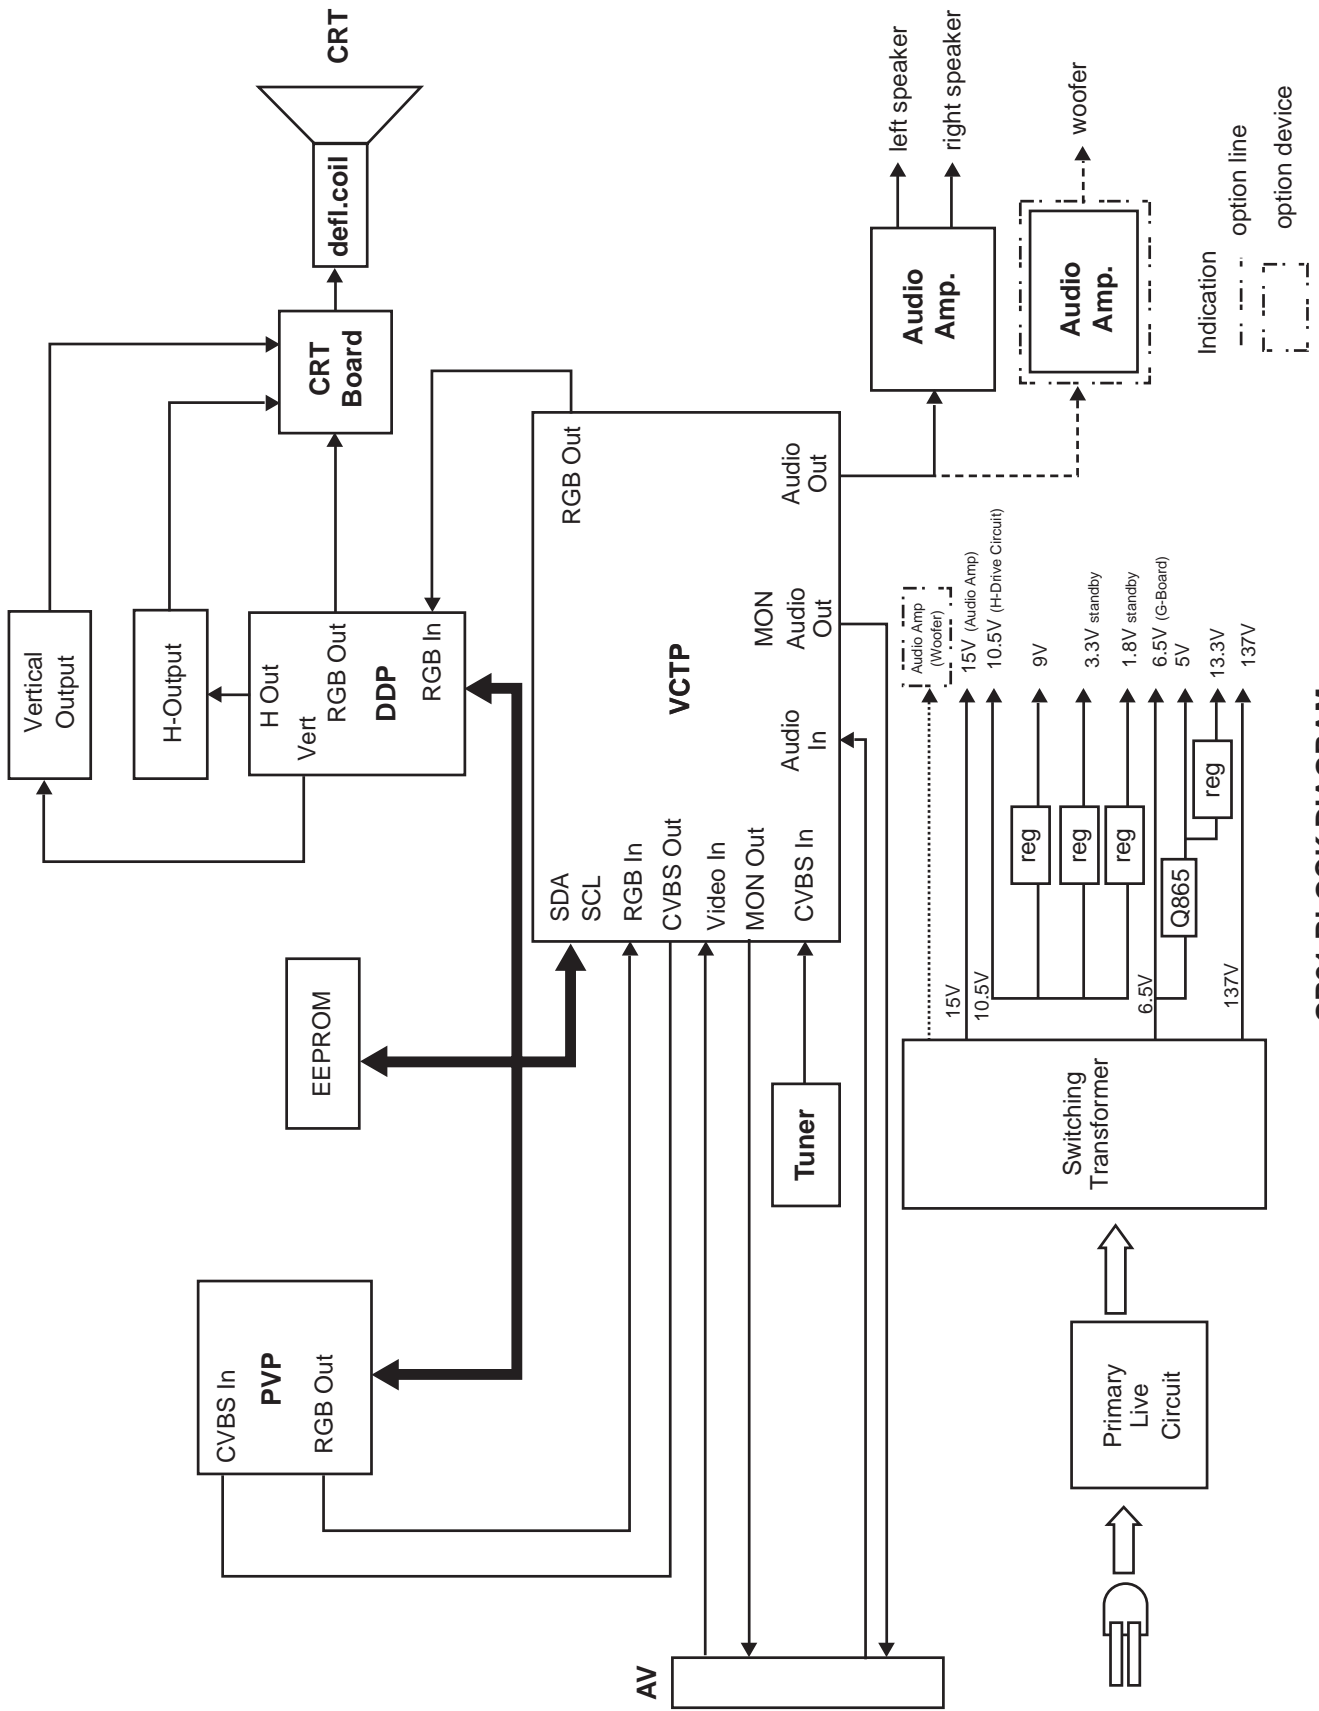 CRT
defl.coil
CRT
Board
Vertical
Output
H-Output
H Out
Vert
RGB Out
DDP
RGB In
EEPROM
CVBS In
PVP
RGB Out
SDA
SCL
RGB In
CVBS Out
Video In
MON Out
CVBS In
VCTP
RGB Out
Audio
In
MON
Audio
Out
Audio
Out
Tuner
AV
Audio
Amp.
left speaker
right speaker
Audio
Amp.
woofer
Indication
option line
option device
Primary
Live
Circuit
Switching
Transformer
15V
10.5V
6.5V
137V
reg
reg
reg
Q865
reg
Audio Amp
(Woofer)
15V (Audio Amp)
10.5V (H-Drive Circuit)
9V
3.3V standby
1.8V standby
6.5V (G-Board)
5V
13.3V
137V